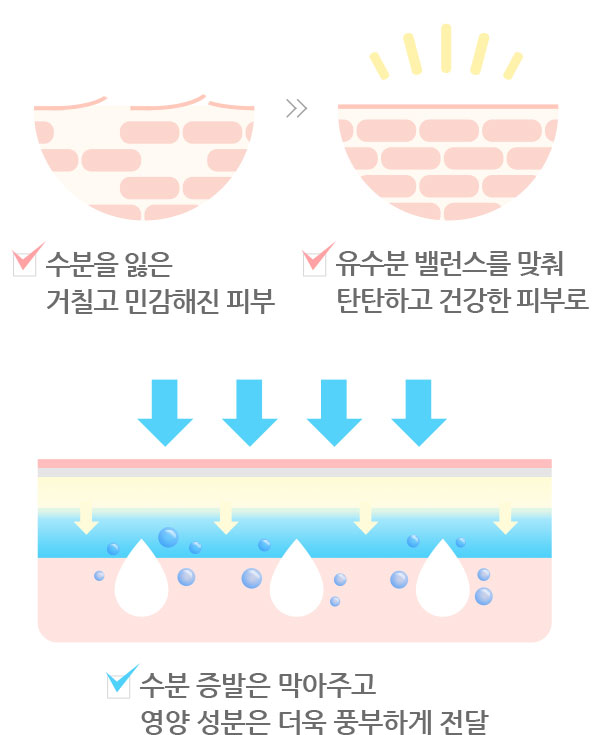 수분을 잃은
거칠고 민감해진 피부
유수분 밸런스를 맞춰
탄탄하고 건강한 피부로
수분 증발은 막아주고
영양 성분은 더욱 풍부하게 전달